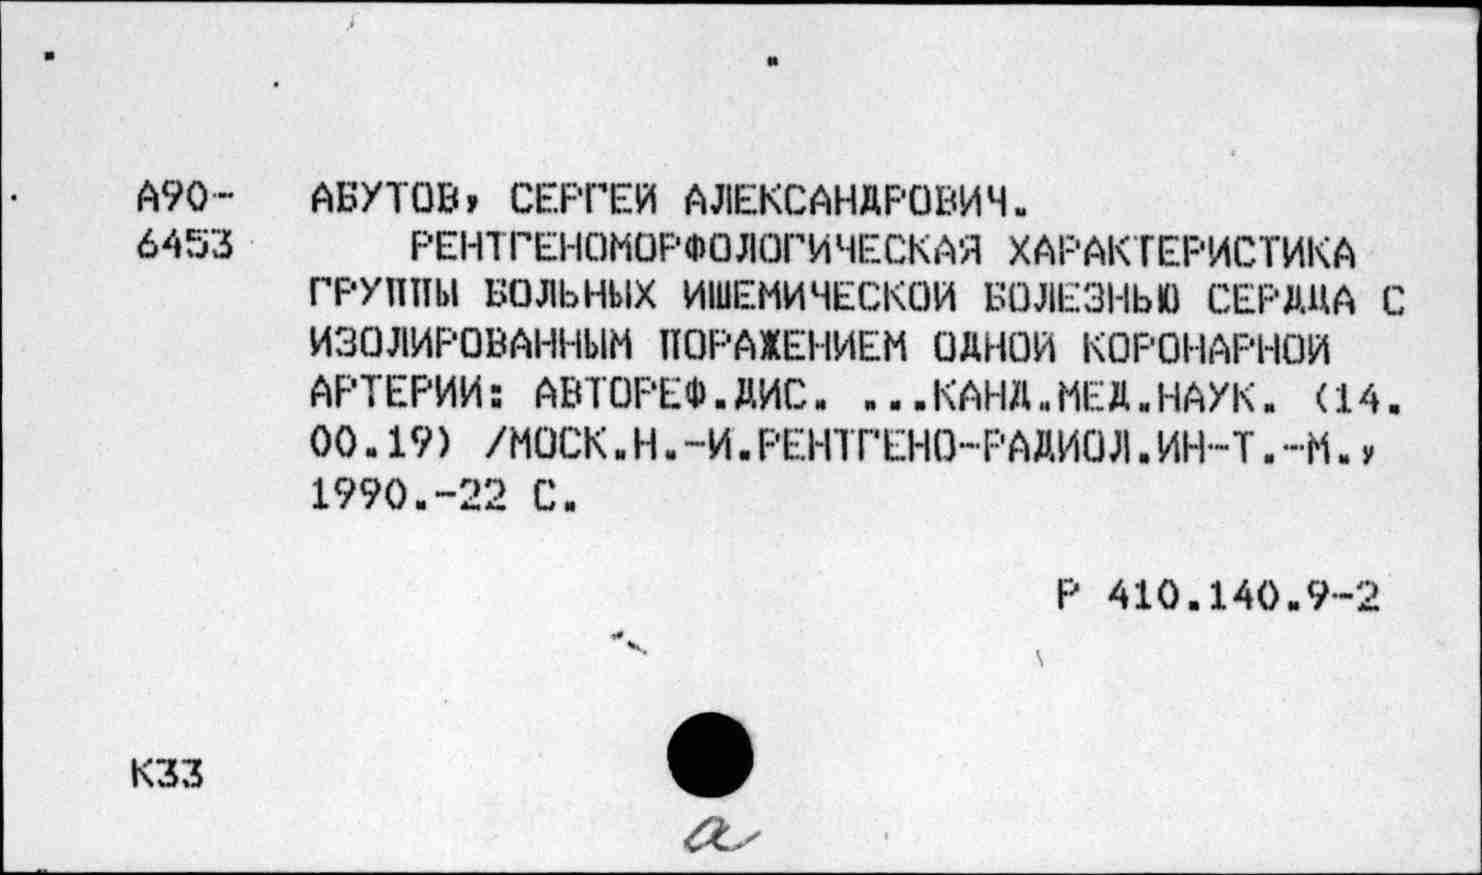 А90- АБУТОВ, СЕРГЕЙ АЛЕКСАНДРОВИЧ.
6453 РЕНТГЕНОМОРФОЛОГИЧЕСКАЯ ХАРАКТЕРИСТИКА
ГРУППЫ БОЛЬНЫХ ИШЕМИЧЕСКОЙ БОЛЕЗНЬЮ СЕРДЦА С
ИЗОЛИРОВАННЫМ ПОРАЖЕНИЕМ ОДНОЙ КОРОНАРНОЙ
АРТЕРИИ: АВТОРЕФ.ДИС. ...КАНД.МЕД.НАУК. (14.
00.19) /МОСК.Н.-И.РЕНТГЕНО-РАДИОЛ.ИН-Т.-М.,
1990.-22 С.
Р 410.140.9-2
К33
а